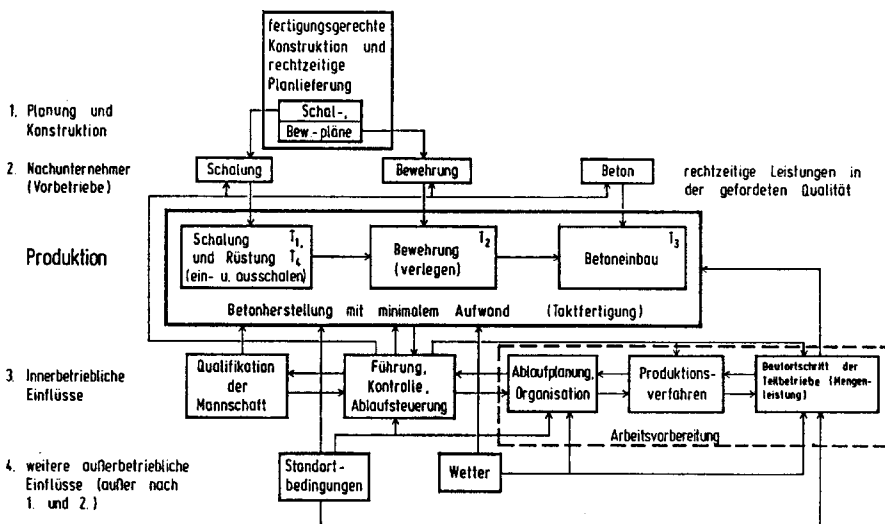 fertigungsgerechte
Konstruktion und
rechtzeitige
Planlieferung
Schal-,
Bew.-pläne
1. Planung und
Konstruktion
2. Nachunternehmer
(Vorbetriebe)
Schalung
Bewehrung
Beton
rechtzeitige Leistungen in
der gefordeten Qualität
Produktion
Schalung T1,
und Rüstung T4
(ein- u. ausschalen)
Bewehrung T2
(verlegen)
T3
Betoneinbau
Betonherstellung mit minimalem Aufwand (Taktfertigung)
3. Innerbetriebliche
Einflüsse
Qualifikation
der
Mannschaft
Führung,
Kontrolle,
Ablaufsteuerung
Ablaufplanung,
Organisation
Produktions-
verfahren
Baufortschritt der
Teilbetriebe (Mengen-
leistung)
Arbeitsvorbereitung
4. weitere außerbetriebliche
Einflüsse (außer nach
1. und 2.)
Standort-
bedingungen
Wetter